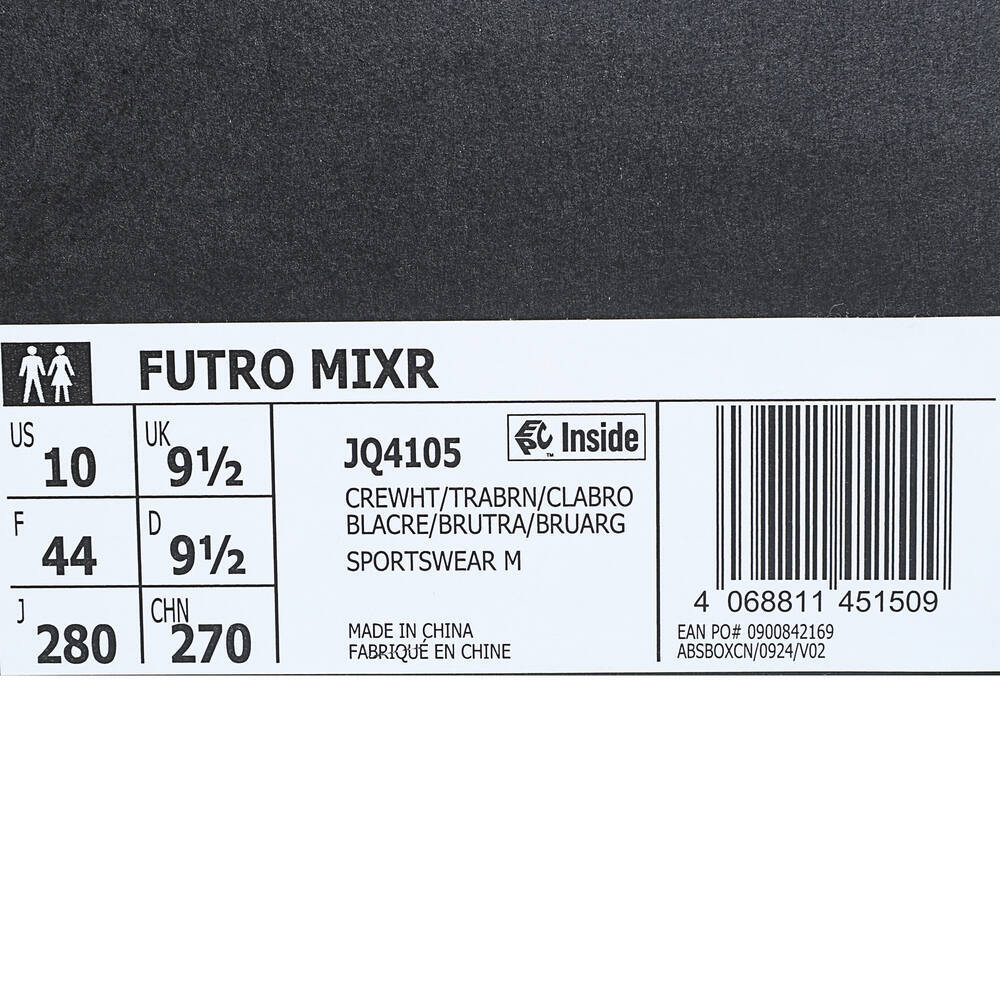 FUTRO MIXR
US 10 UK 9½
F 44 D 9½
J 280 CHN 270
JQ4105 EPC™ Inside
CREWHT/TRABRN/CLABRO
BLACRE/BRUTRA/BRUARG
SPORTSWEAR M
MADE IN CHINA
FABRIQUÉ EN CHINE
4 068811 451509
EAN PO# 0900842169
ABSBOXCN/0924/V02